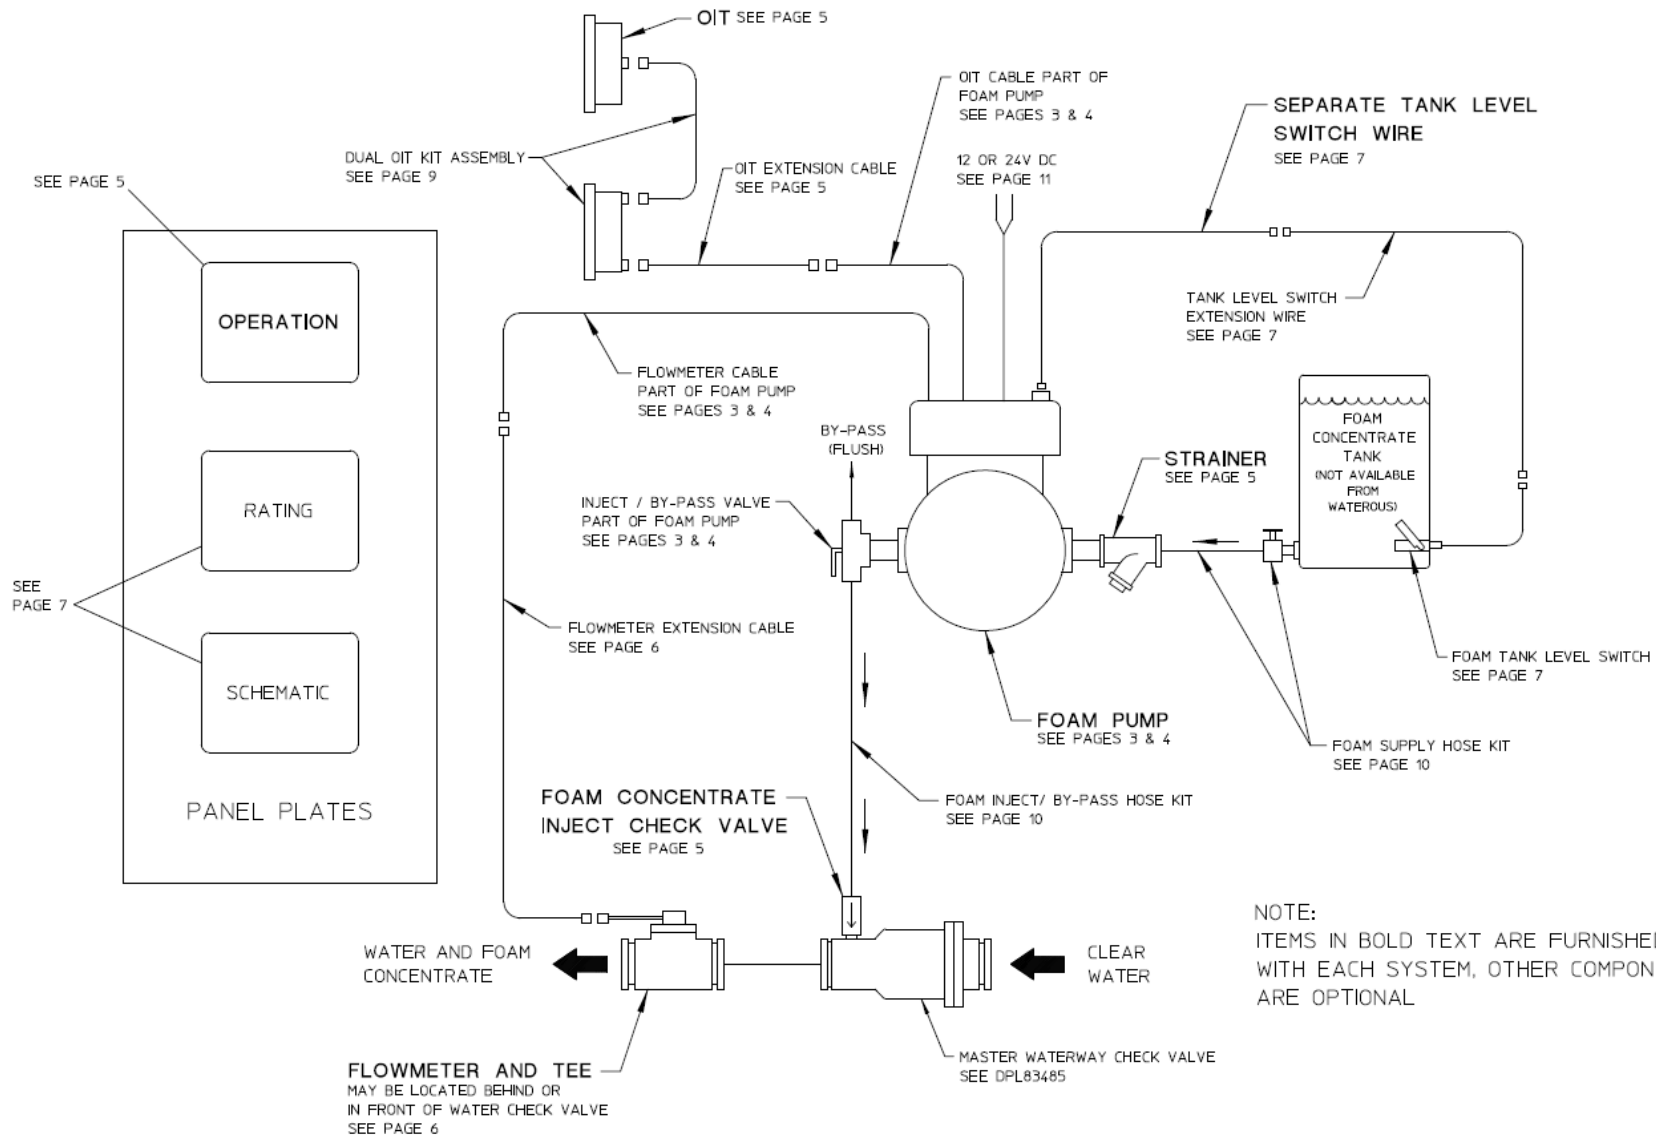 OIT SEE PAGE 5
OIT CABLE PART OF
FOAM PUMP
SEE PAGES 3 & 4
SEPARATE TANK LEVEL
SWITCH WIRE
SEE PAGE 7
DUAL OIT KIT ASSEMBLY
SEE PAGE 9
OIT EXTENSION CABLE
SEE PAGE 5
12 OR 24V DC
SEE PAGE 11
SEE PAGE 5
OPERATION
TANK LEVEL SWITCH
EXTENSION WIRE
SEE PAGE 7
FLOWMETER CABLE
PART OF FOAM PUMP
SEE PAGES 3 & 4
BY-PASS
(FLUSH)
FOAM
CONCENTRATE
TANK
(NOT AVAILABLE
FROM
WATEROUS)
STRAINER
SEE PAGE 5
RATING
INJECT / BY-PASS VALVE
PART OF FOAM PUMP
SEE PAGES 3 & 4
SEE
PAGE 7
FLOWMETER EXTENSION CABLE
SEE PAGE 6
FOAM TANK LEVEL SWITCH
SEE PAGE 7
SCHEMATIC
FOAM PUMP
SEE PAGES 3 & 4
FOAM SUPPLY HOSE KIT
SEE PAGE 10
PANEL PLATES
FOAM CONCENTRATE
INJECT CHECK VALVE
SEE PAGE 5
FOAM INJECT/ BY-PASS HOSE KIT
SEE PAGE 10
WATER AND FOAM
CONCENTRATE
CLEAR
WATER
NOTE:
ITEMS IN BOLD TEXT ARE FURNISHED
WITH EACH SYSTEM, OTHER COMPON
ARE OPTIONAL
FLOWMETER AND TEE
MAY BE LOCATED BEHIND OR
IN FRONT OF WATER CHECK VALVE
SEE PAGE 6
MASTER WATERWAY CHECK VALVE
SEE DPL83485